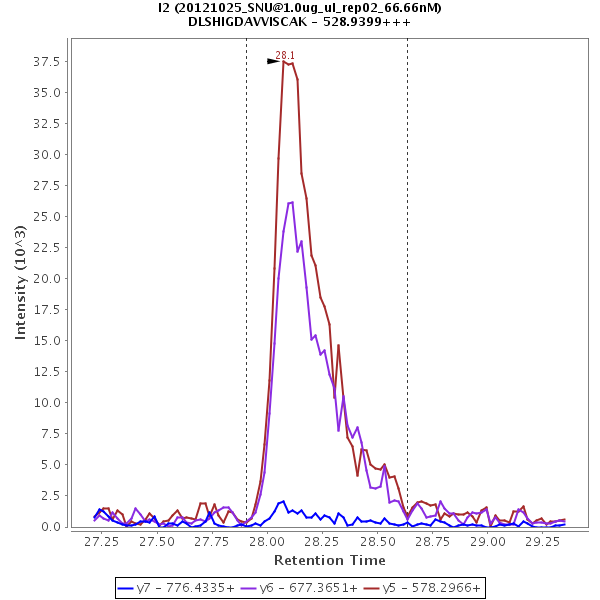 I2 (20121025_SNU@1.0ug_ul_rep02_66.66nM)
DLSHIGDAVVISCAK - 528.9399+++
28.1
37.5
35.0
32.5
30.0
27.5
25.0
22.5
20.0
17.5
15.0
12.5
10.0
7.5
5.0
2.5
0.0
Intensity (10^3)
27.25 27.50 27.75 28.00 28.25 28.50 28.75 29.00 29.25
Retention Time
y7 - 776.4335+ y6 - 677.3651+ y5 - 578.2966+